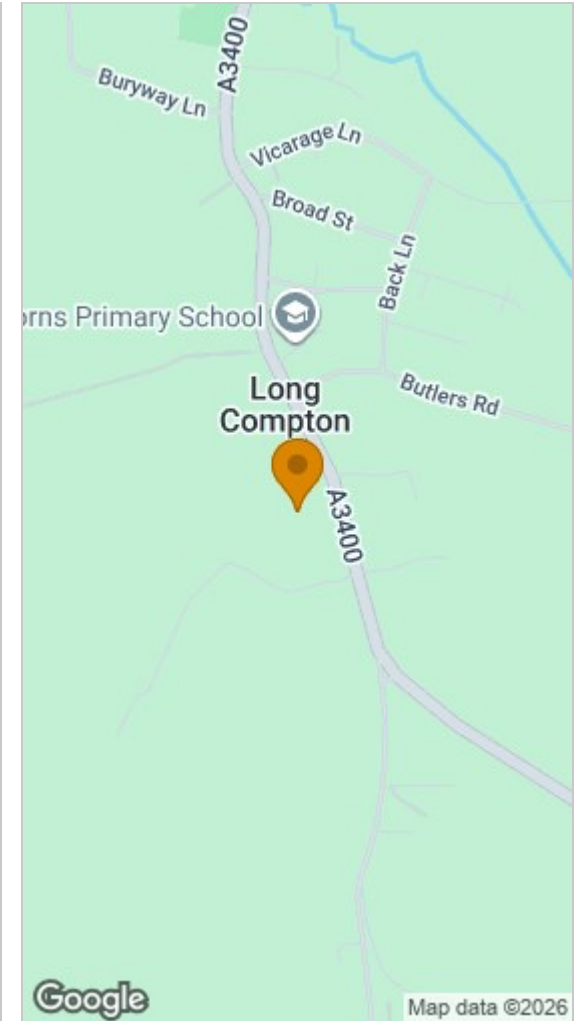 A3400
Buryway Ln
Vicarage Ln
Broad St
Back Ln
orns Primary School
Long
Compton
Butlers Rd
A3400
Google
Map data ©2026